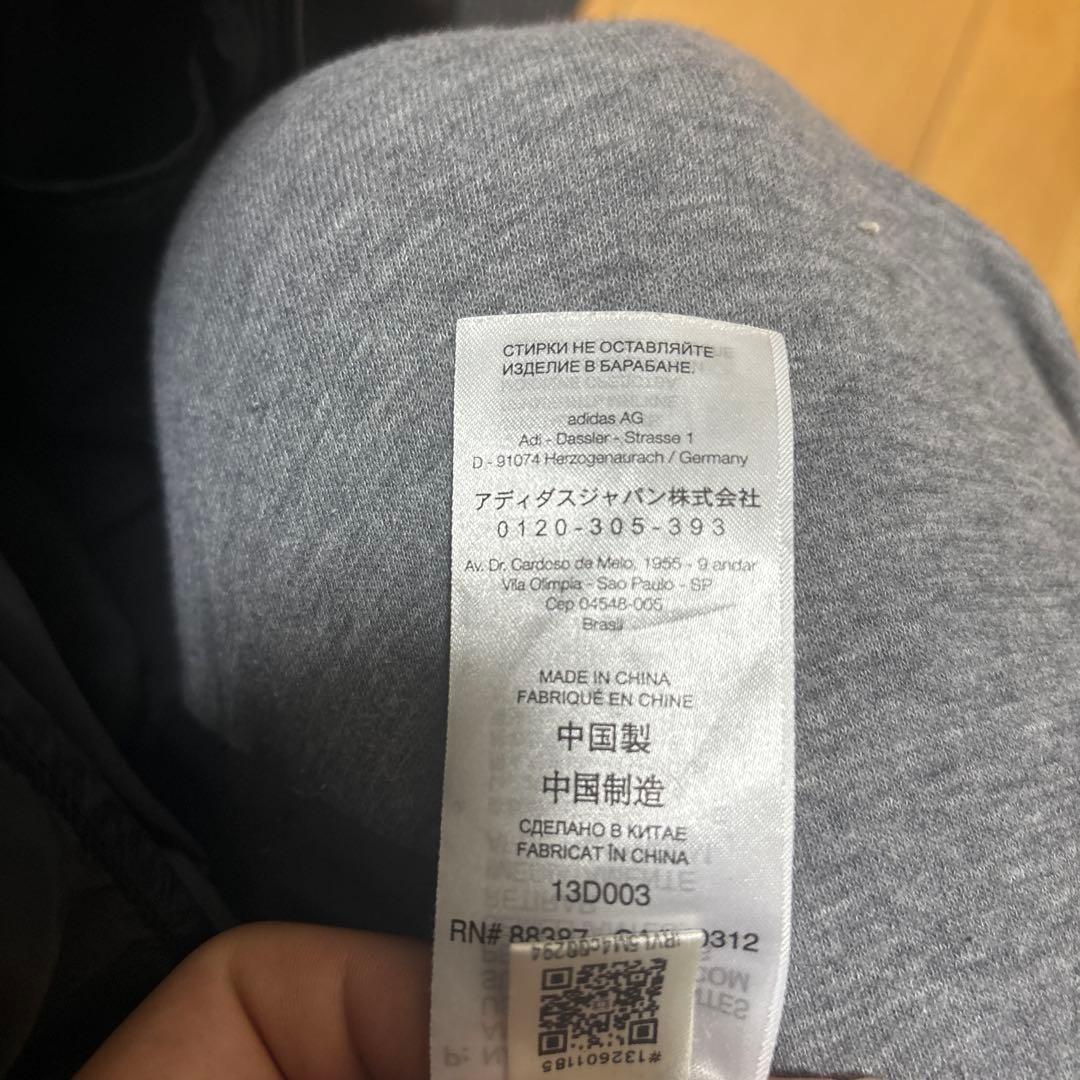 СТИРКИ НЕ ОСТАВЛЯЙТЕ
ИЗДЕЛИЕ В БАРАБАНЕ.
adidas AG
Adi - Dassler - Strasse 1
D - 91074 Herzogenaurach / Germany
アディダスジャパン株式会社
0120-305-393
Av. Dr. Cardoso de Melo, 1955 - 9 andar
Vila Olimpia - Sao Paulo - SP
Cep 04548-005
Brasil
MADE IN CHINA
FABRIQUÉ EN CHINE
中国製
中国制造
СДЕЛАНО В КИТАЕ
FABRICAT ÎN CHINA
13D003
RN# 88387
#132601185